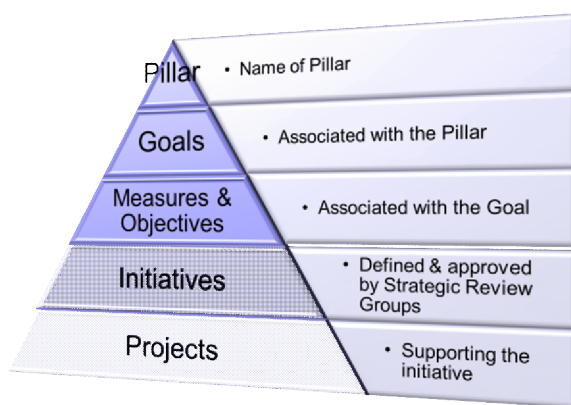 Pillar
• Name of Pillar
Goals
• Associated with the Pillar
Measures &
Objectives
• Associated with the Goal
Initiatives
• Defined & approved
by Strategic Review
Groups
Projects
• Supporting the
initiative